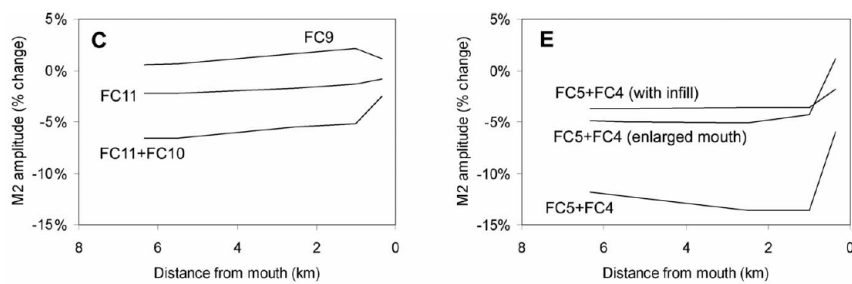 C
M2 amplitude (% change)
5%
0%
-5%
-10%
-15%
FC9
FC11
FC11+FC10
8
6
4
2
0
Distance from mouth (km)
E
M2 amplitude (% change)
5%
0%
-5%
-10%
-15%
FC5+FC4 (with infill)
FC5+FC4 (enlarged mouth)
FC5+FC4
8
6
4
2
0
Distance from mouth (km)